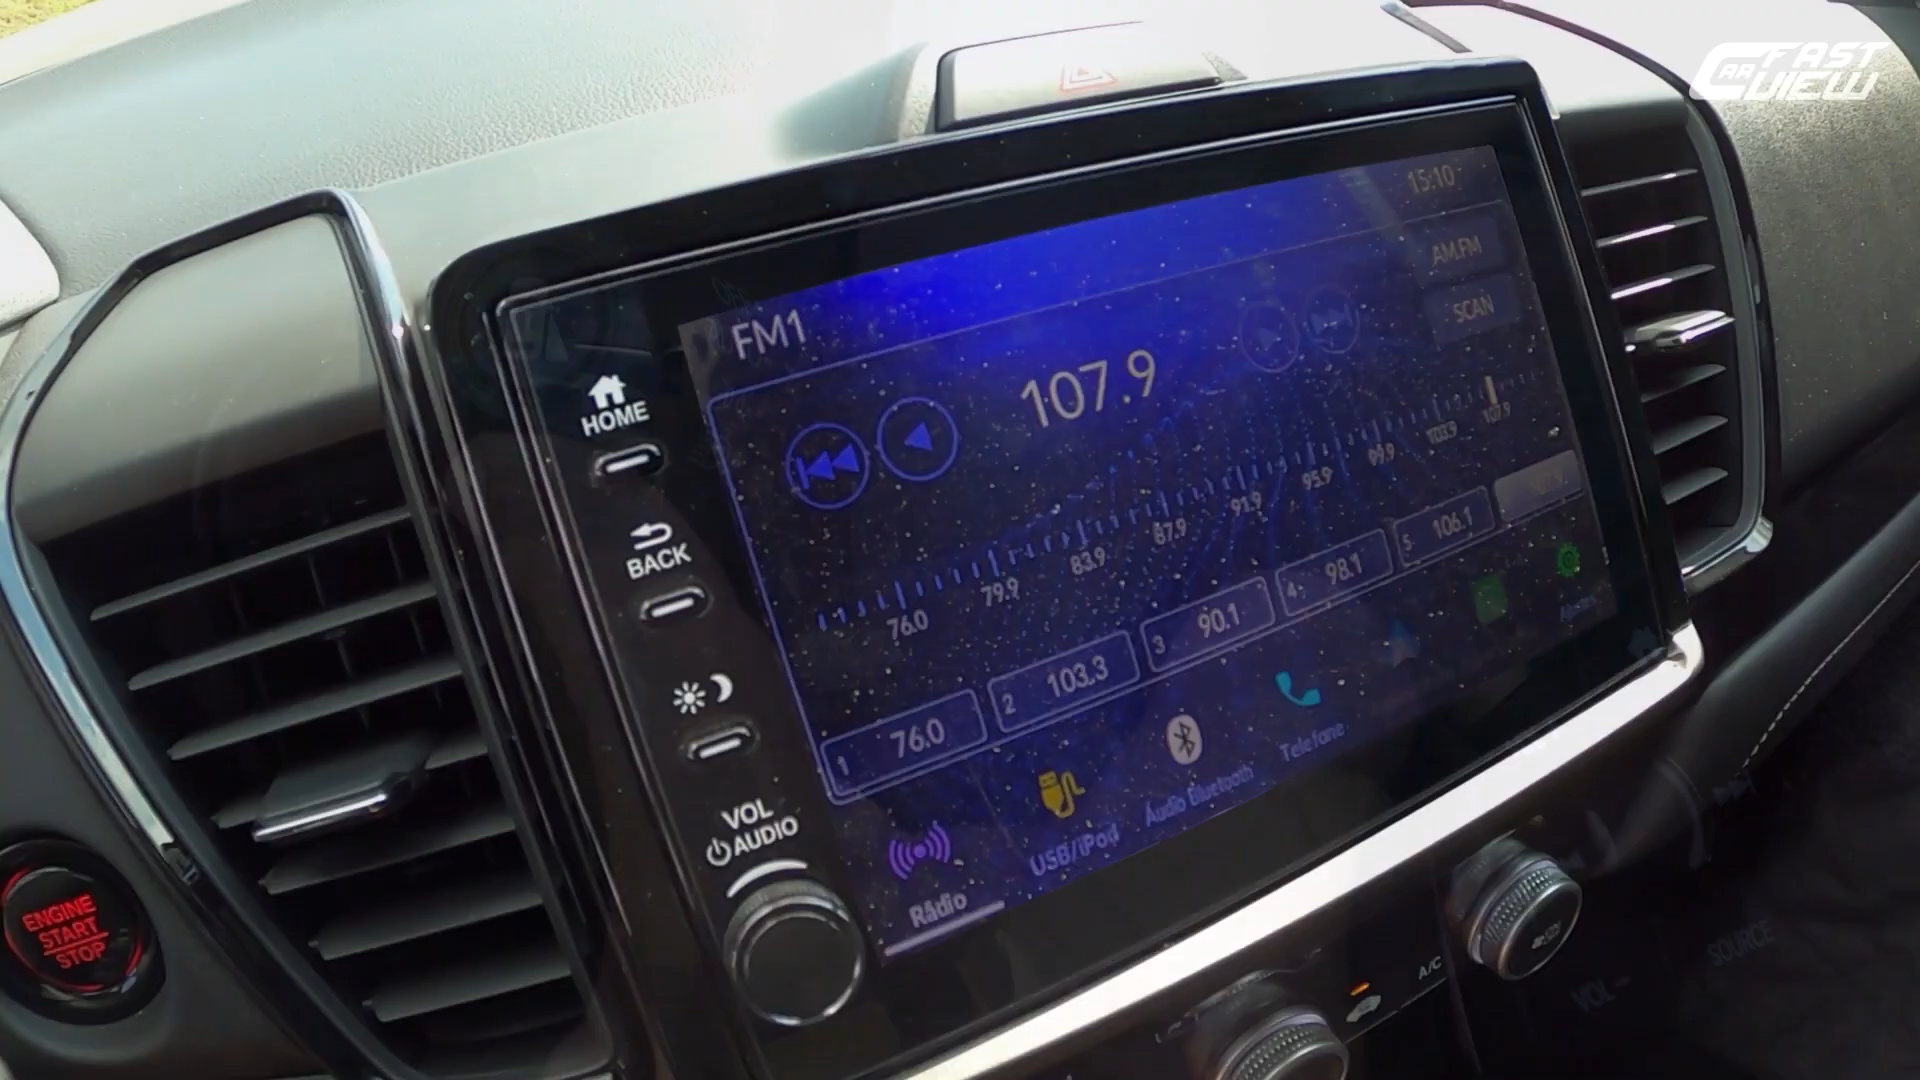 CAR FAST VIEW
15:10
FM1
AM.FM
SCAN
107.9
HOME
BACK
76.0 79.9 83.9 87.9 91.9 95.9 99.9 103.9 107.9
1 76.0
2 103.3
3 90.1
4 98.1
5 106.1
VOL
AUDIO
Rádio
USB/iPod
Áudio Bluetooth
Telefone
ENGINE
START
STOP
A/C
VOL -
SOURCE